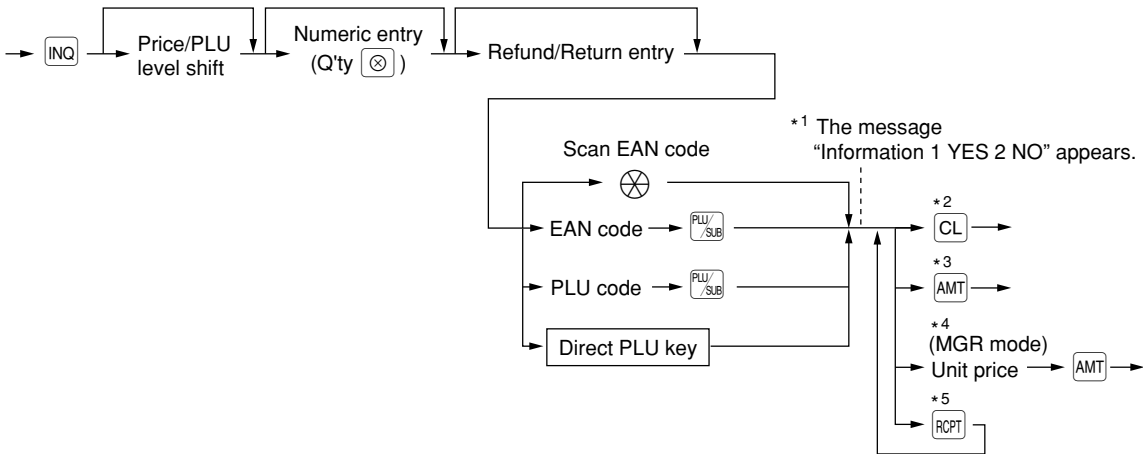 INQ
Price/PLU
level shift
Numeric entry
(Q'ty ⊗ )
Refund/Return entry
*1 The message
“Information 1 YES 2 NO” appears.
Scan EAN code
EAN code
PLU/SUB
PLU code
PLU/SUB
Direct PLU key
*2
CL
*3
AMT
*4
(MGR mode)
Unit price
AMT
*5
RCPT